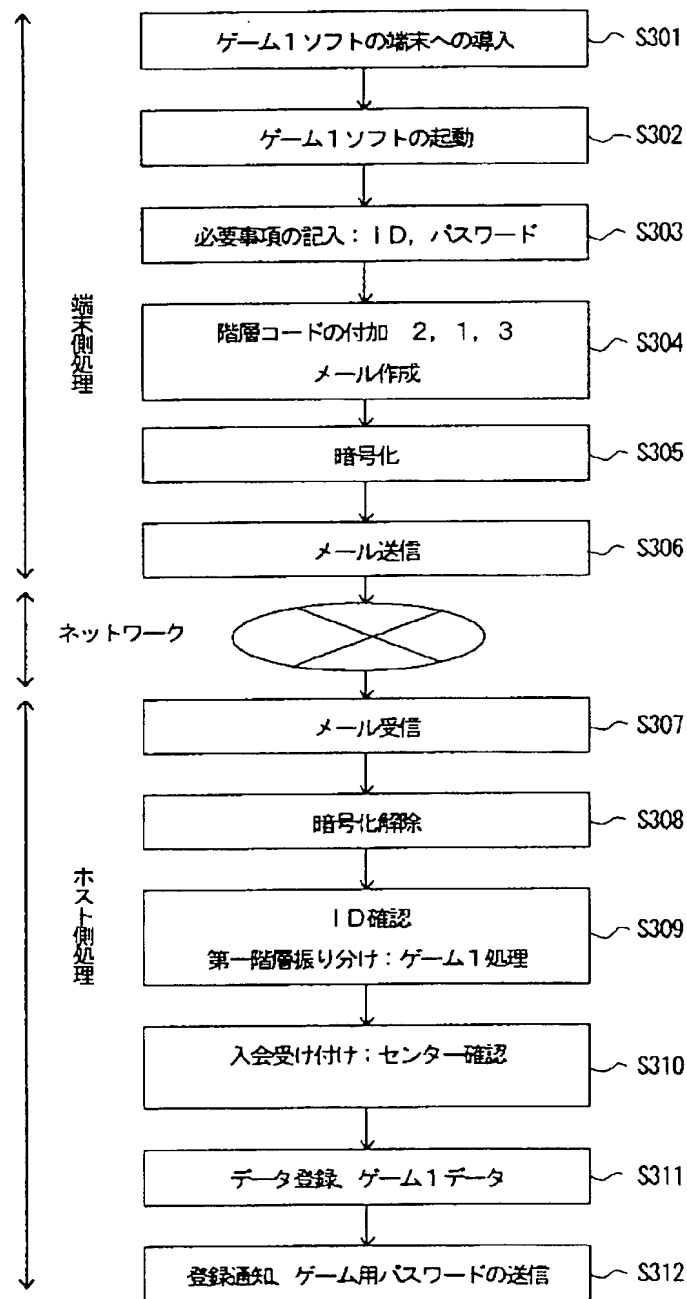 ゲーム1ソフトの端末への導入
S301
ゲーム1ソフトの起動
S302
必要事項の記入：ID，パスワード
S303
階層コードの付加　2，1，3
メール作成
S304
暗号化
S305
メール送信
S306
端末側処理
ネットワーク
メール受信
S307
暗号化解除
S308
ID確認
第一階層振り分け：ゲーム1処理
S309
入会受け付け；センター確認
S310
データ登録、ゲーム1データ
S311
登録通知、ゲーム用パスワードの送信
S312
ホスト側処理